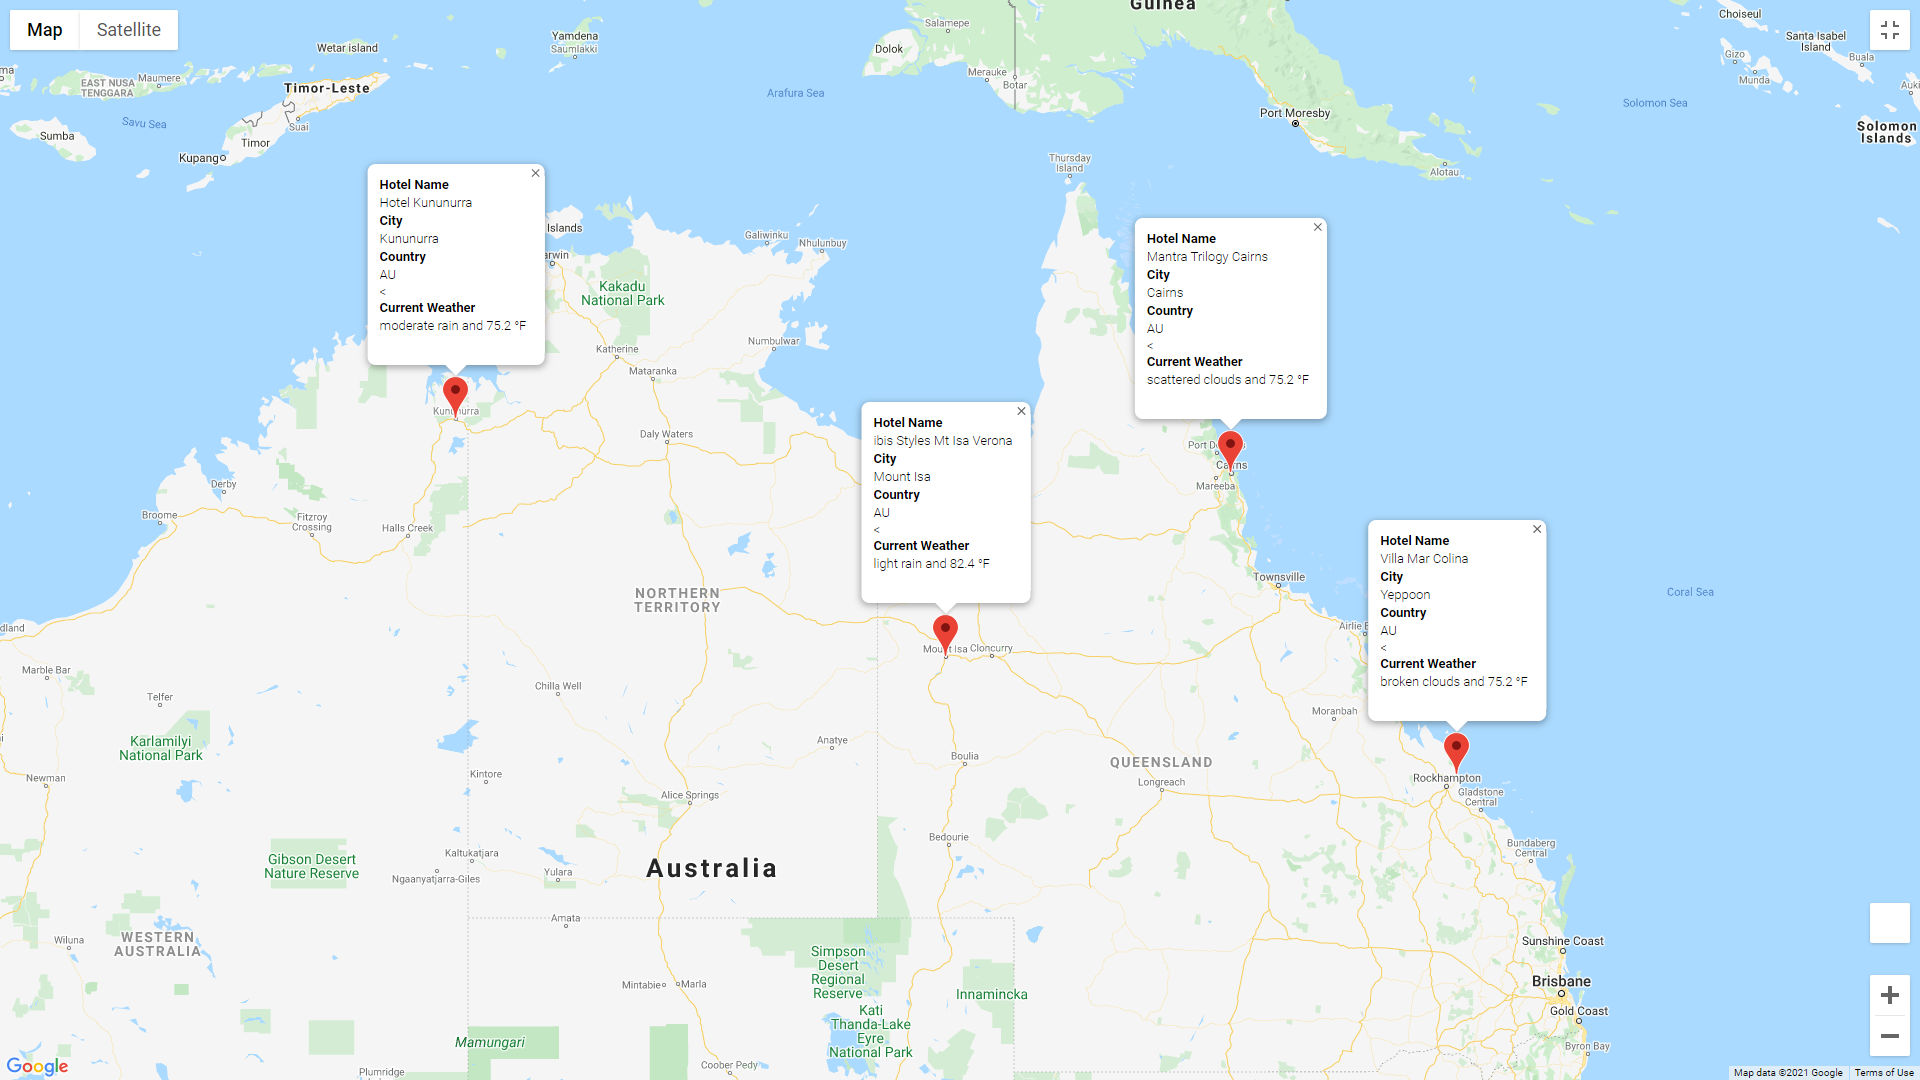 Map
Satellite
Guinea
Choiseul
Salamepe
Yamdena
Saumlakki
Wetar island
Dolok
Santa Isabel
Island
Gizo
Buala
Munda
Merauke
Botar
Maumere
EAST NUSA
TENGGARA
Timor-Leste
Arafura Sea
Solomon Sea
Port Moresby
Savu Sea
Suai
Sumba
Timor
Kupang
Solomon
Islands
Thursday
Island
Alotau
Hotel Name
Hotel Kununurra
City
Kununurra
Country
AU
<
Current Weather
moderate rain and 75.2 °F
Islands
Galiwinku
Nhulunbuy
Kakadu
National Park
Hotel Name
Mantra Trilogy Cairns
City
Cairns
Country
AU
<
Current Weather
scattered clouds and 75.2 °F
Numbulwar
Katherine
Mataranka
Daly Waters
Hotel Name
ibis Styles Mt Isa Verona
City
Mount Isa
Country
AU
<
Current Weather
light rain and 82.4 °F
Mareeba
Derby
Broome
Fitzroy
Crossing
Halls Creek
Hotel Name
Villa Mar Colina
City
Yeppoon
Country
AU
<
Current Weather
broken clouds and 75.2 °F
Townsville
Coral Sea
NORTHERN
TERRITORY
Mount Isa
Cloncurry
Marble Bar
Telfer
Chilla Well
Moranbah
Karlamilyi
National Park
Anatye
Boulia
QUEENSLAND
Longreach
Newman
Kintore
Alice Springs
Rockhampton
Gladstone
Central
Bedourie
Bundaberg
Central
Kaltukatjara
Gibson Desert
Nature Reserve
Ngaanyatjarra-Giles
Yulara
Australia
Amata
Wiluna
WESTERN
AUSTRALIA
Simpson
Desert
Regional
Reserve
Sunshine Coast
Brisbane
Mintabie
Marla
Innamincka
Kati
Thanda-Lake
Eyre
National Park
Gold Coast
Mamungari
Byron Bay
Coober Pedy
Plumridge
Lakes
Google
Map data ©2021 Google
Terms of Use